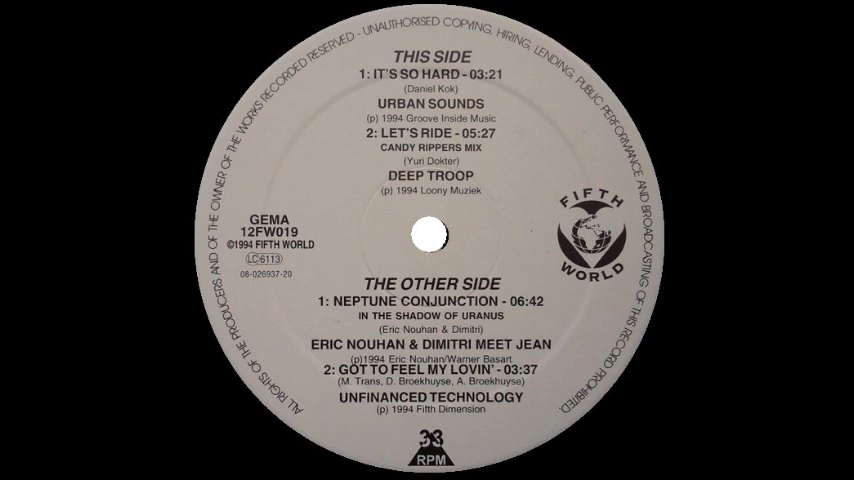 ALL RIGHTS OF THE PRODUCERS AND OF THE OWNER OF THE WORKS RECORDED RESERVED - UNAUTHORISED COPYING, HIRING, LENDING, PUBLIC PERFORMANCE AND BROADCASTING OF THIS RECORD PROHIBITED.
THIS SIDE
1: IT'S SO HARD - 03:21
(Daniel Kok)
URBAN SOUNDS
(p) 1994 Groove Inside Music
2: LET'S RIDE - 05:27
CANDY RIPPERS MIX
(Yuri Dokter)
DEEP TROOP
(p) 1994 Loony Muziek
GEMA
12FW019
©1994 FIFTH WORLD
LC 6113
08-026937-20
FIFTH
WORLD
THE OTHER SIDE
1: NEPTUNE CONJUNCTION - 06:42
IN THE SHADOW OF URANUS
(Eric Nouhan & Dimitri)
ERIC NOUHAN & DIMITRI MEET JEAN
(p)1994 Eric Nouhan/Warner Basart
2: GOT TO FEEL MY LOVIN' - 03:37
(M. Trans, D. Broekhuyse, A. Broekhuyse)
UNFINANCED TECHNOLOGY
(p) 1994 Fifth Dimension
33
RPM